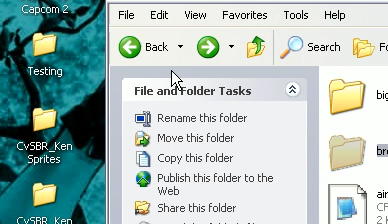 Capcom 2
Testing
CvSBR_Ken
Sprites
CvSBR_Ken
File Edit View Favorites Tools Help
Back Search
File and Folder Tasks
Rename this folder
Move this folder
Copy this folder
Publish this folder to the
Web
Share this folder